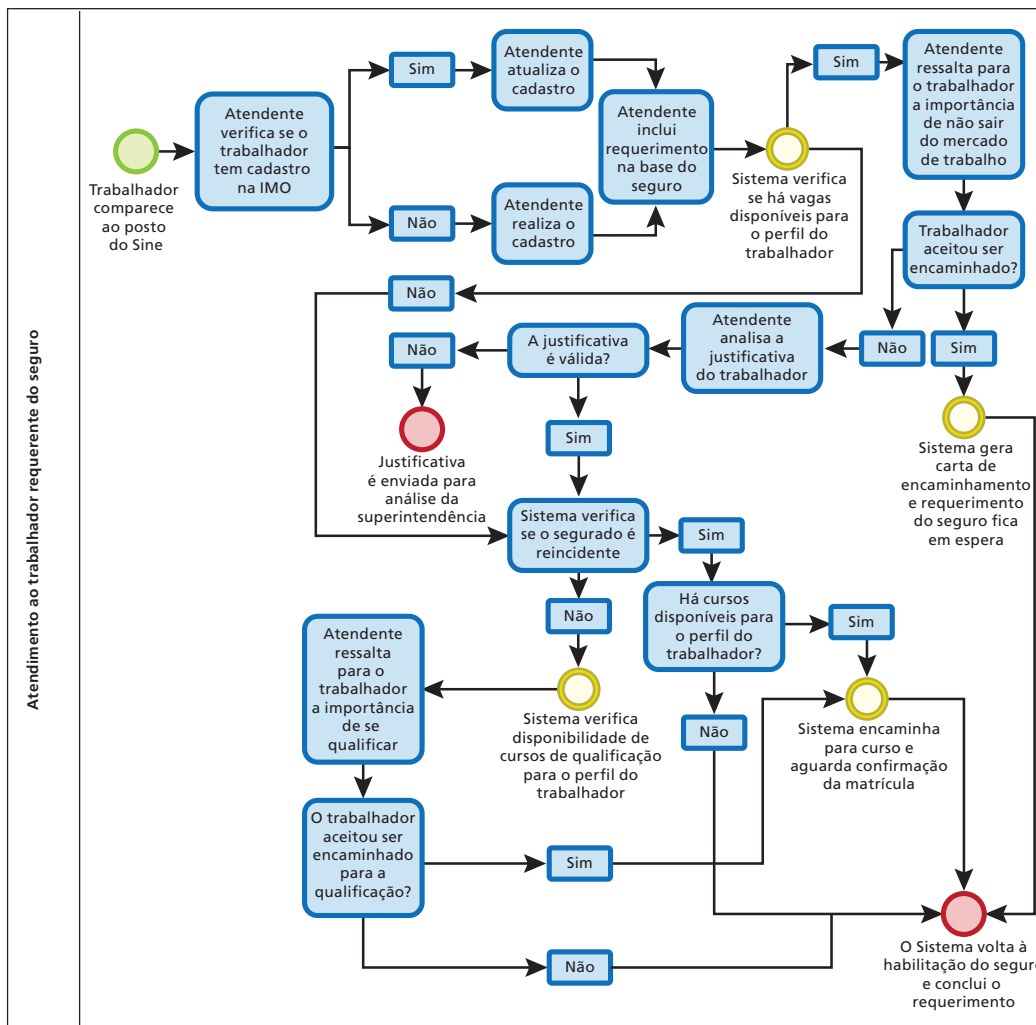 Atendimento ao trabalhador requerente do seguro
Trabalhador
comparece
ao posto
do Sine
Atendente
verifica se o
trabalhador
tem cadastro
na IMO
Sim
Atendente
atualiza o
cadastro
Não
Atendente
realiza o
cadastro
Atendente
inclui
requerimento
na base do
seguro
Sistema verifica
se há vagas
disponíveis para
o perfil do
trabalhador
Sim
Atendente
ressalta para
o trabalhador
a importância
de não sair
do mercado
de trabalho
Trabalhador
aceitou ser
encaminhado?
Não
Sim
Sistema gera
carta de
encaminhamento
e requerimento
do seguro fica
em espera
Atendente
analisa a
justificativa
do trabalhador
A justificativa
é válida?
Não
Justificativa
é enviada para
análise da
superintendência
Sim
Não
Sistema verifica
se o segurado é
reincidente
Sim
Há cursos
disponíveis para
o perfil do
trabalhador?
Sim
Sistema encaminha
para curso e
aguarda confirmação
da matrícula
Não
Não
Sistema verifica
disponibilidade de
cursos de qualificação
para o perfil do
trabalhador
Atendente
ressalta
para o
trabalhador
a importância
de se
qualificar
O trabalhador
aceitou ser
encaminhado
para a
qualificação?
Sim
Não
O Sistema volta à
habilitação do seguro
e conclui o
requerimento